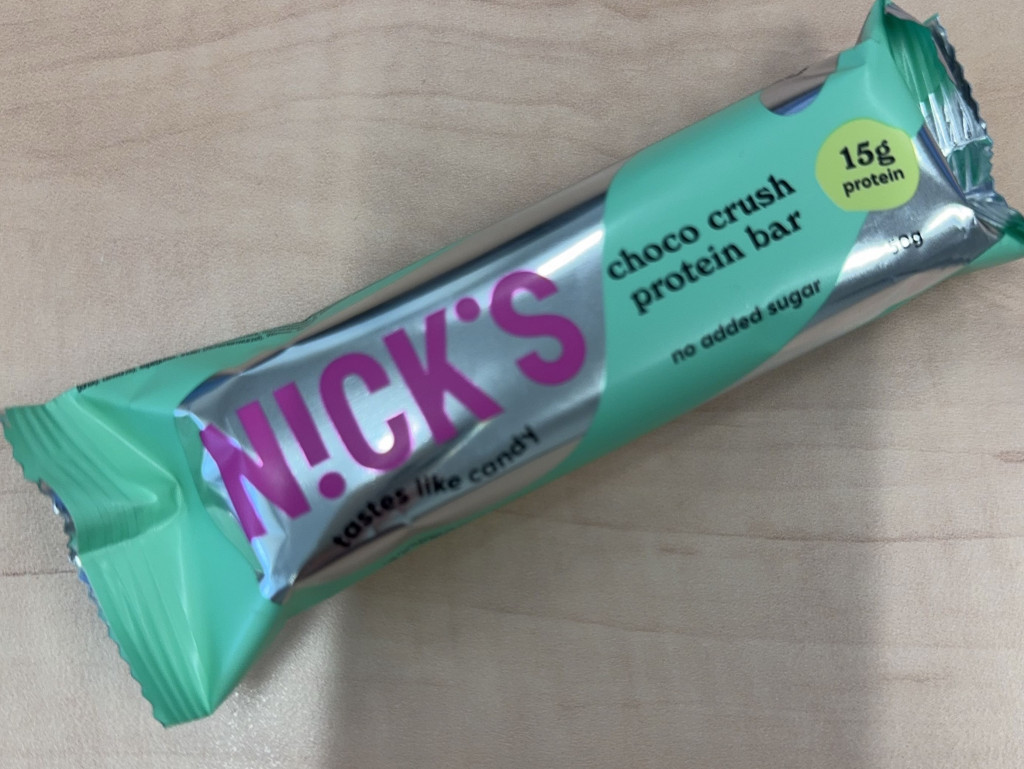 N!CK'S
tastes like candy
choco crush
protein bar
no added sugar
15g
protein